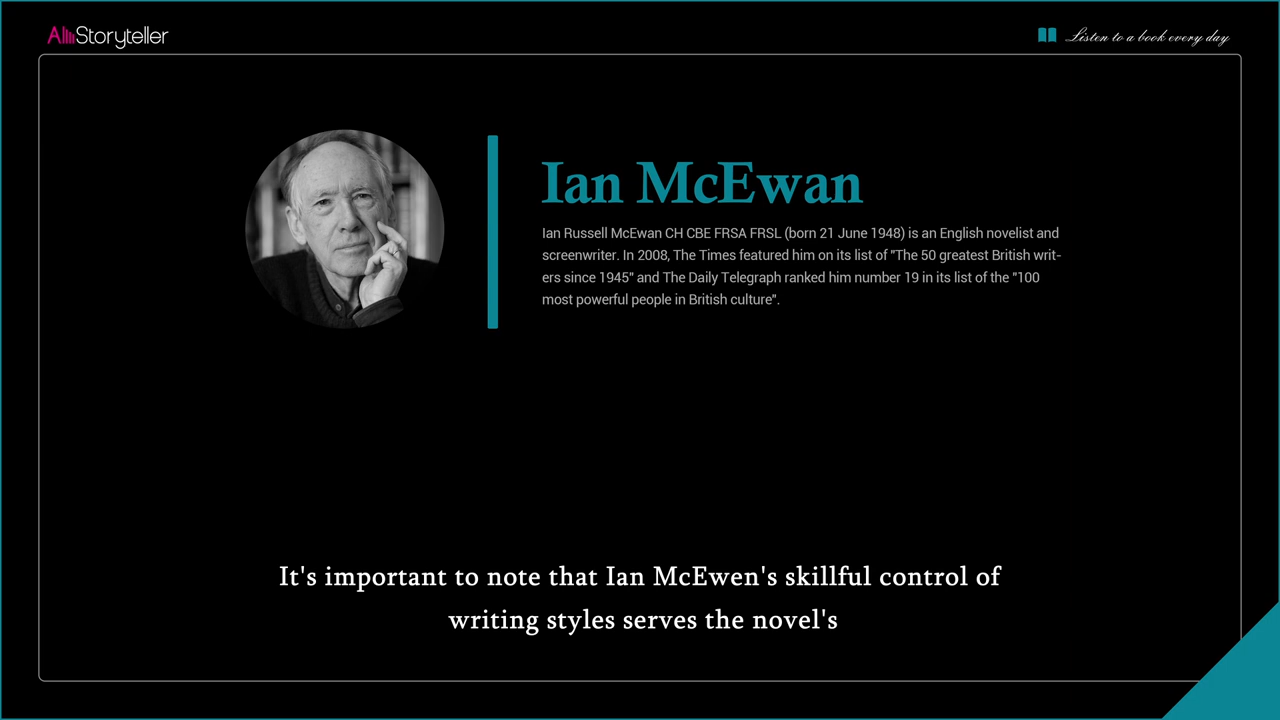 AllStoryteller
Listen to a book every day
Ian McEwan
Ian Russell McEwan CH CBE FRSA FRSL (born 21 June 1948) is an English novelist and
screenwriter. In 2008, The Times featured him on its list of "The 50 greatest British writ-
ers since 1945" and The Daily Telegraph ranked him number 19 in its list of the "100
most powerful people in British culture".
It's important to note that Ian McEwen's skillful control of
writing styles serves the novel's